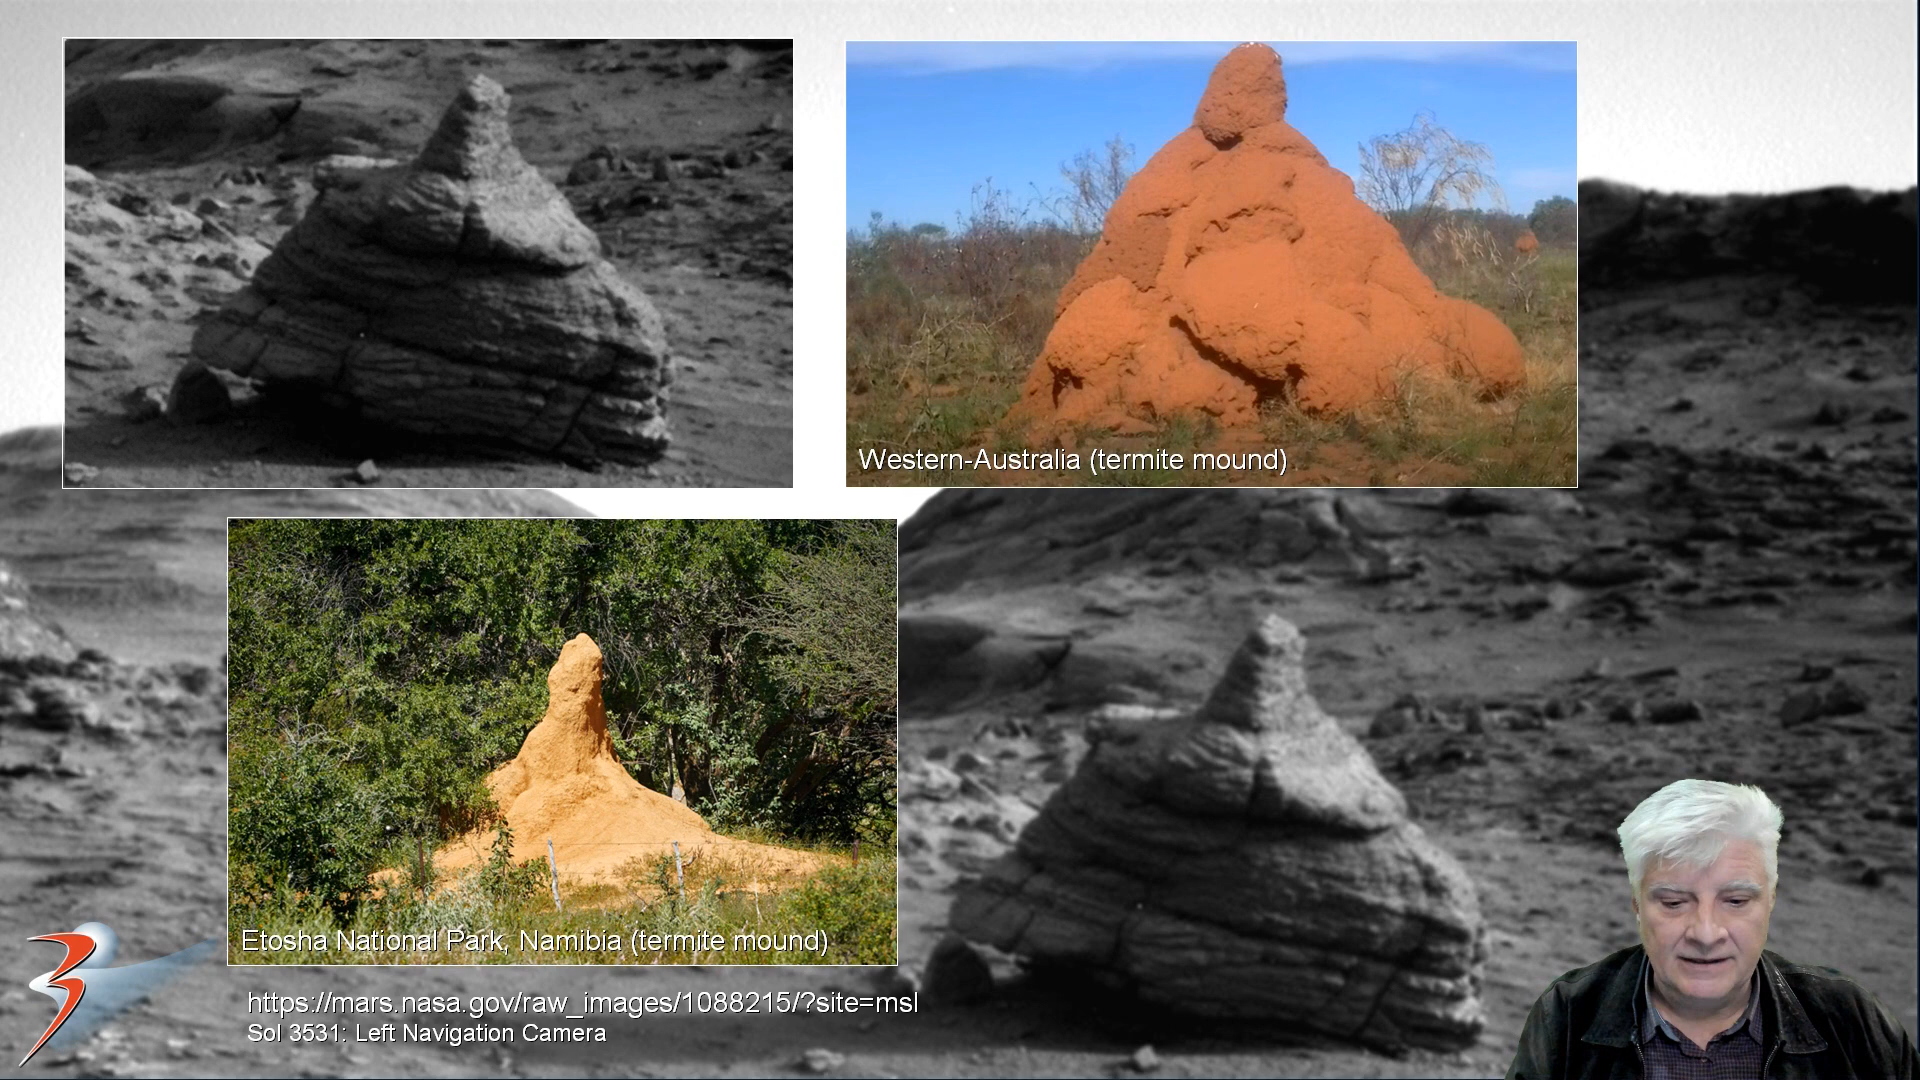 Western-Australia (termite mound)
Etosha National Park, Namibia (termite mound)
https://mars.nasa.gov/raw_images/1088215/?site=msl
Sol 3531: Left Navigation Camera